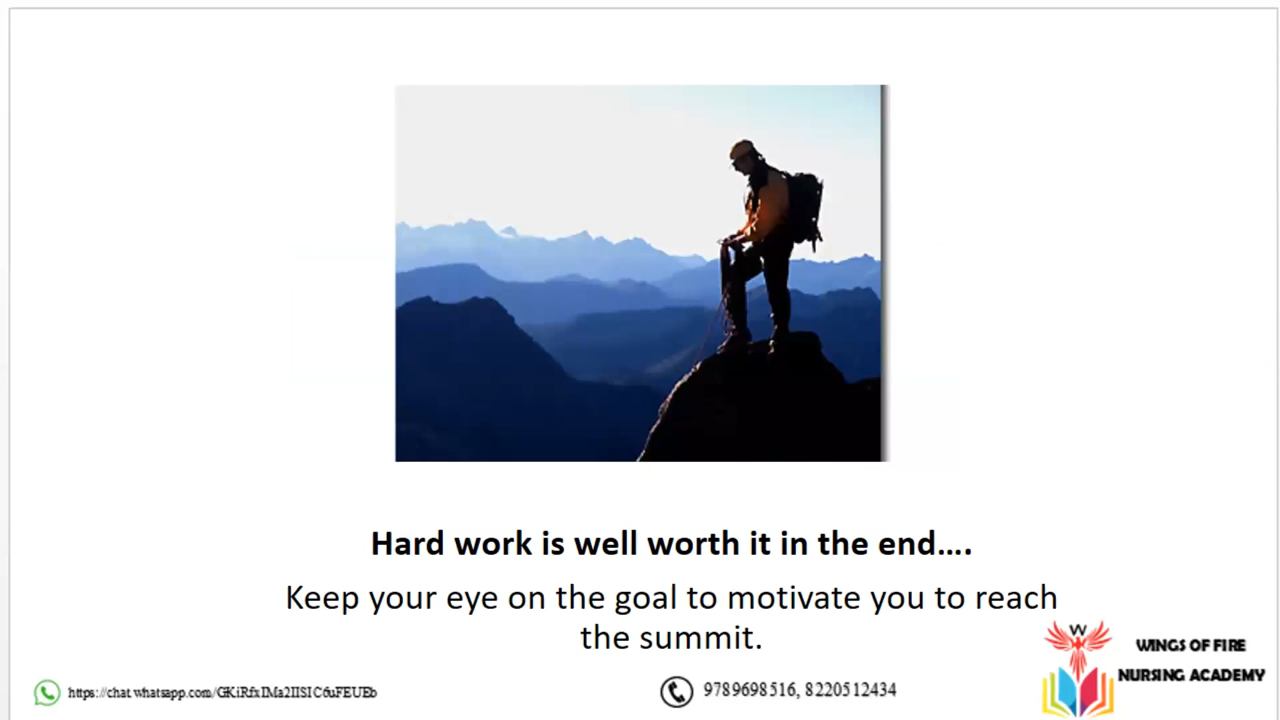 Hard work is well worth it in the end....
Keep your eye on the goal to motivate you to reach
the summit.
W
WINGS OF FIRE
NURSING ACADEMY
9789698516, 8220512434